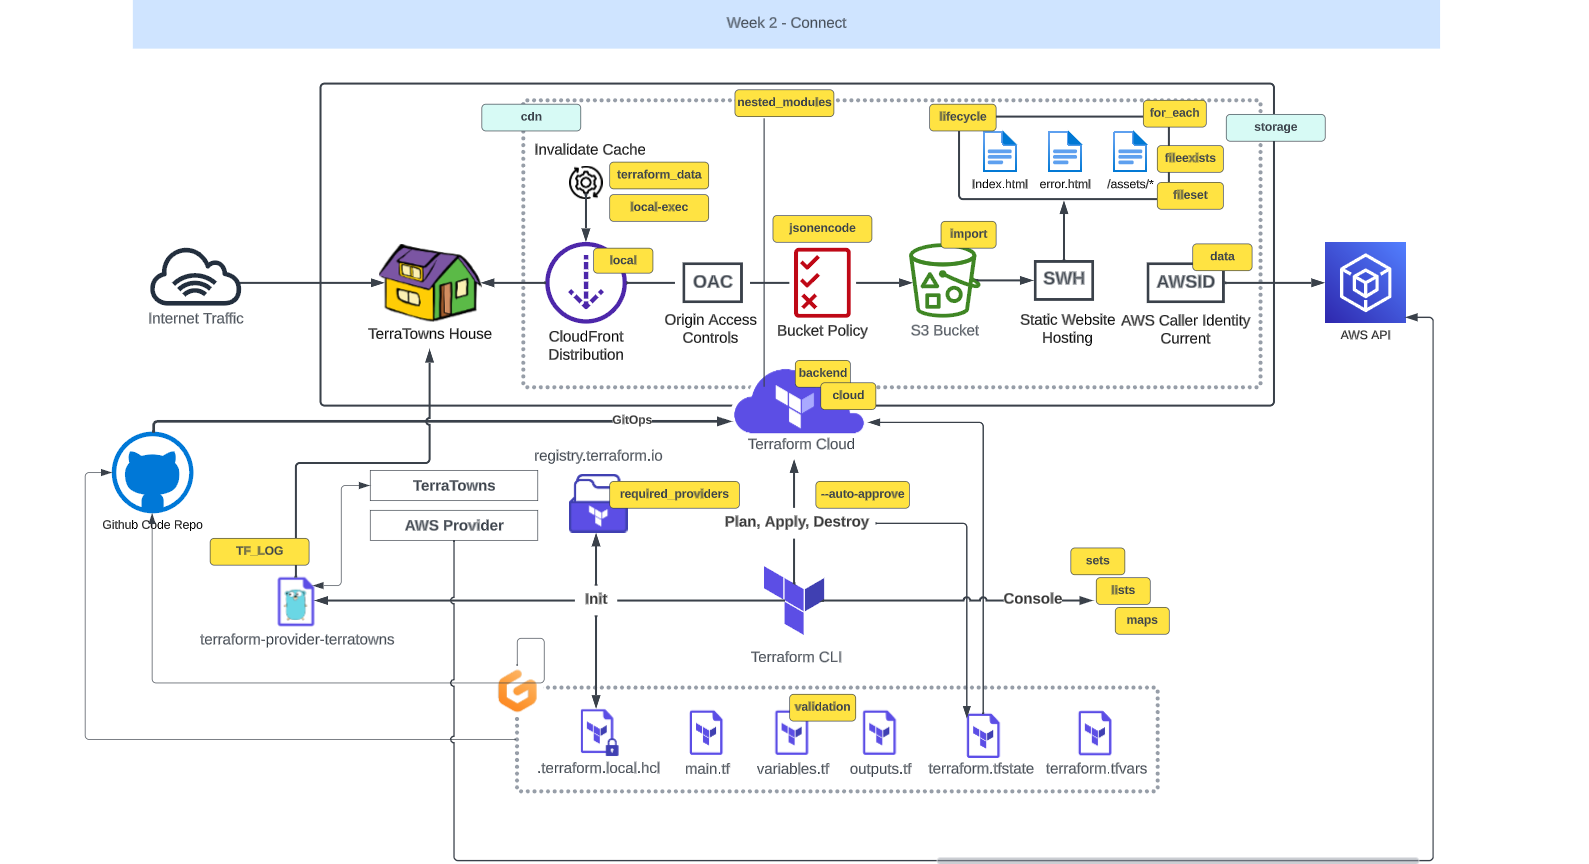 Week 2 - Connect
nested_modules
cdn
lifecycle
for_each
storage
Invalidate Cache
terraform_data
local-exec
fileexists
Index.html
error.html
/assets/*
fileset
jsonencode
import
local
data
OAC
SWH
AWSID
Internet Traffic
TerraTowns House
CloudFront
Distribution
Origin Access
Controls
Bucket Policy
S3 Bucket
Static Website
Hosting
AWS Caller Identity
Current
AWS API
backend
cloud
GitOps
Terraform Cloud
registry.terraform.io
TerraTowns
required_providers
--auto-approve
Github Code Repo
AWS Provider
Plan, Apply, Destroy
TF_LOG
sets
lists
maps
Init
Console
terraform-provider-terratowns
Terraform CLI
validation
.terraform.local.hcl
main.tf
variables.tf
outputs.tf
terraform.tfstate
terraform.tfvars